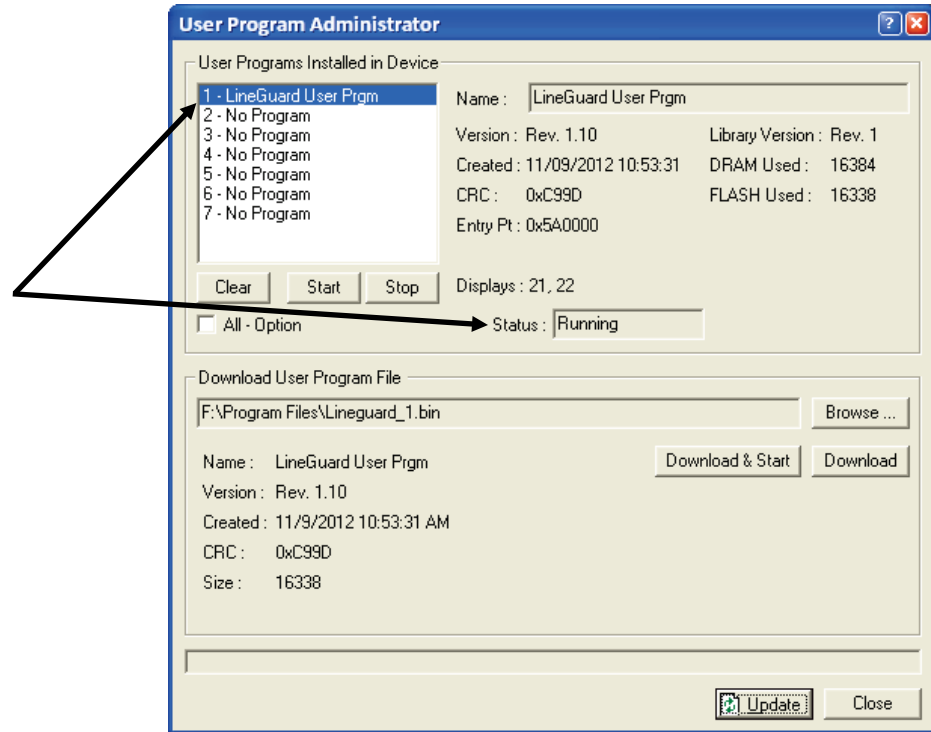 User Program Administrator
User Programs Installed in Device
1 - LineGuard User Prgm
2 - No Program
3 - No Program
4 - No Program
5 - No Program
6 - No Program
7 - No Program
Name : LineGuard User Prgm
Version : Rev. 1.10 Library Version : Rev. 1
Created : 11/09/2012 10:53:31 DRAM Used : 16384
CRC : 0xC99D FLASH Used : 16338
Entry Pt : 0x5A0000
Clear Start Stop Displays : 21, 22
All - Option Status : Running
Download User Program File
F:\Program Files\Lineguard_1.bin Browse ...
Name : LineGuard User Prgm Download & Start Download
Version : Rev. 1.10
Created : 11/9/2012 10:53:31 AM
CRC : 0xC99D
Size : 16338
Update Close